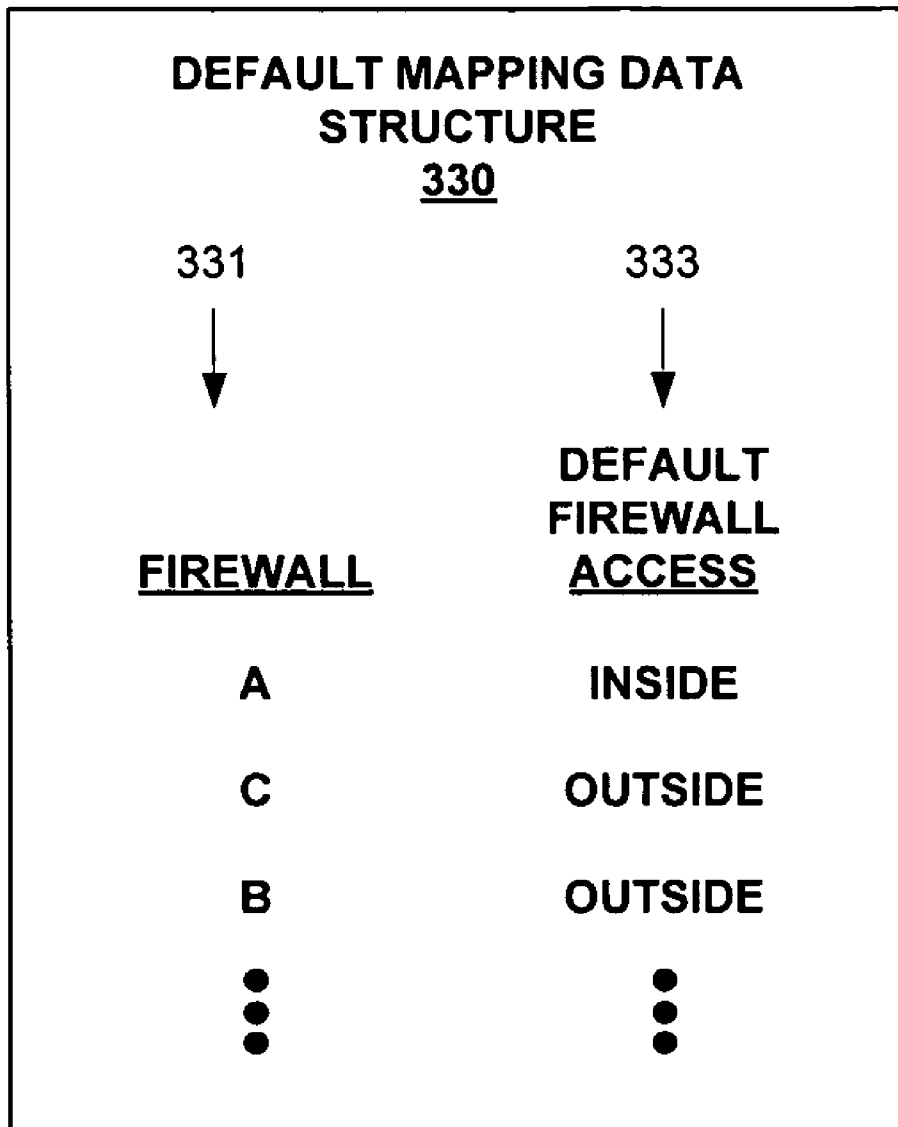 DEFAULT MAPPING DATA
STRUCTURE
330
331 333
DEFAULT
FIREWALL
FIREWALL ACCESS
A INSIDE
C OUTSIDE
B OUTSIDE